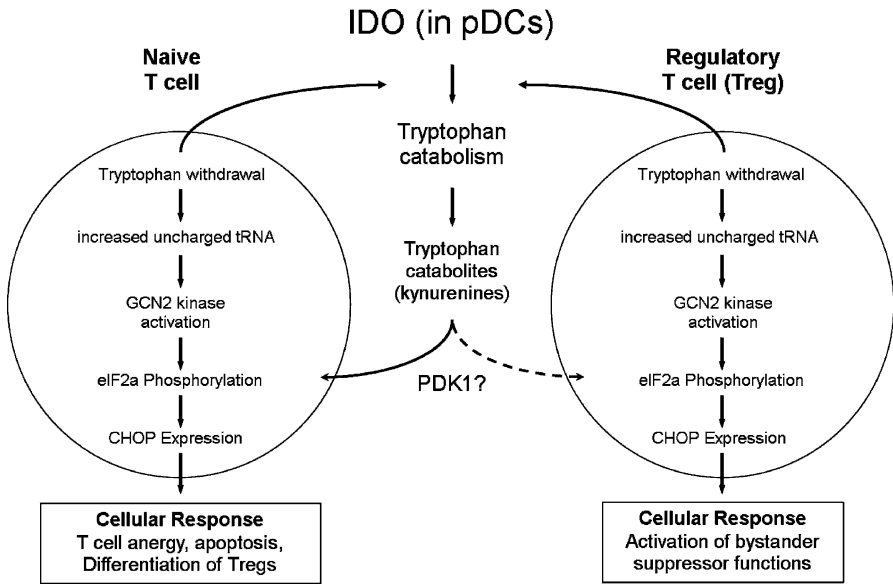 IDO (in pDCs)
Naive
T cell
Tryptophan withdrawal
increased uncharged tRNA
GCN2 kinase
activation
eIF2a Phosphorylation
CHOP Expression
Cellular Response
T cell anergy, apoptosis,
Differentiation of Tregs
Tryptophan
catabolism
Tryptophan
catabolites
(kynurenines)
PDK1?
Regulatory
T cell (Treg)
Tryptophan withdrawal
increased uncharged tRNA
GCN2 kinase
activation
eIF2a Phosphorylation
CHOP Expression
Cellular Response
Activation of bystander
suppressor functions